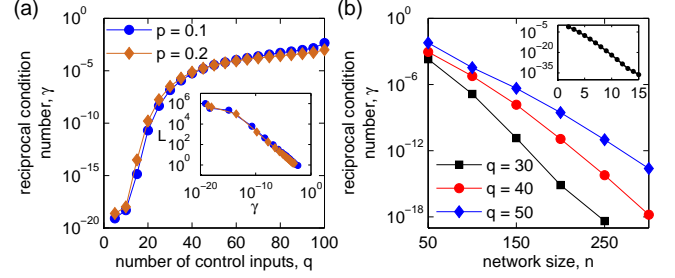 (a)
reciprocal condition
number, γ
10^0
10^-5
10^-10
10^-15
10^-20
p = 0.1
p = 0.2
L
10^6
10^4
10^2
10^0
10^-20
10^-10
10^0
γ
0
20
40
60
80
100
number of control inputs, q
(b)
reciprocal condition
number, γ
10^0
10^-6
10^-12
10^-18
10^-5
10^-15
10^-25
10^-35
0
5
10
15
q = 30
q = 40
q = 50
50
150
250
network size, n